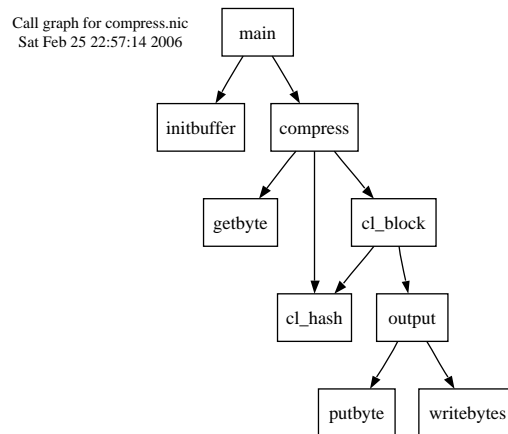 Call graph for compress.nic
Sat Feb 25 22:57:14 2006
main
initbuffer
compress
getbyte
cl_block
cl_hash
output
putbyte
writebytes